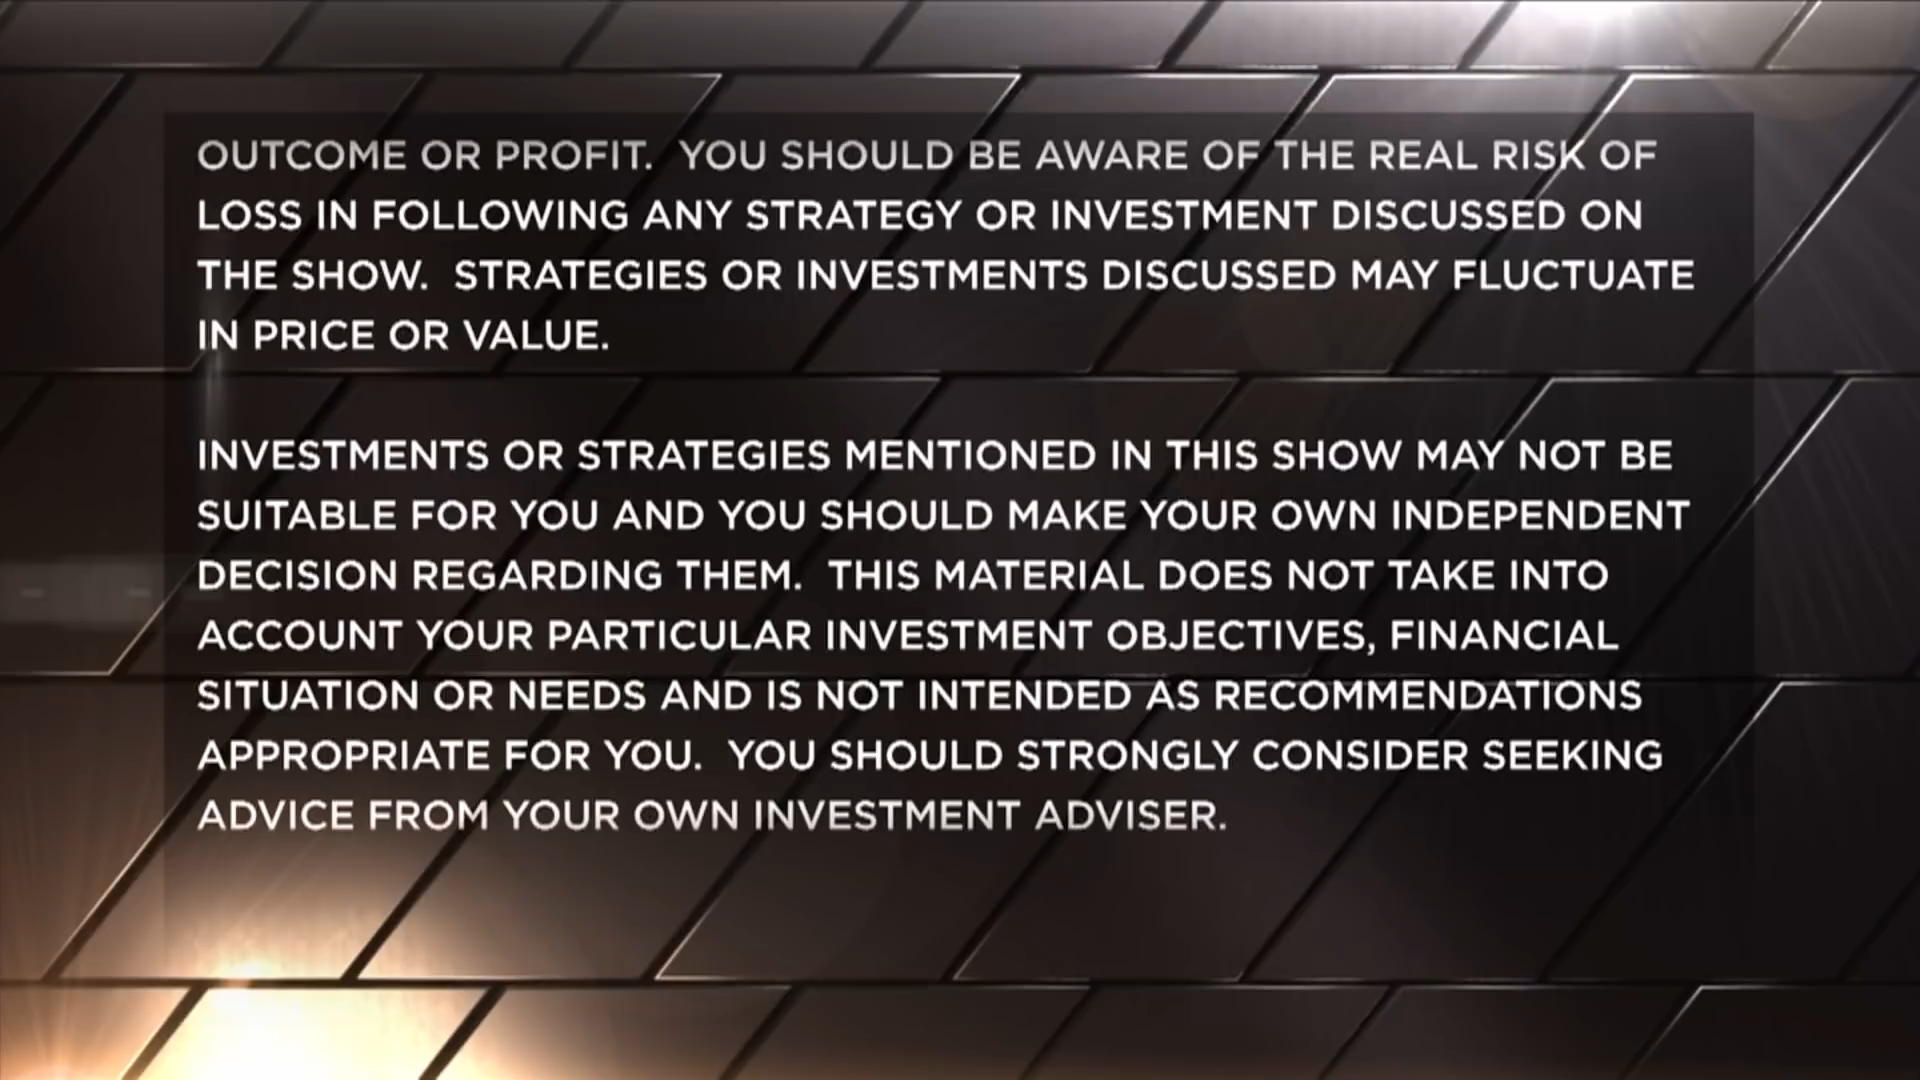 OUTCOME OR PROFIT.  YOU SHOULD BE AWARE OF THE REAL RISK OF
LOSS IN FOLLOWING ANY STRATEGY OR INVESTMENT DISCUSSED ON
THE SHOW.  STRATEGIES OR INVESTMENTS DISCUSSED MAY FLUCTUATE
IN PRICE OR VALUE.
INVESTMENTS OR STRATEGIES MENTIONED IN THIS SHOW MAY NOT BE
SUITABLE FOR YOU AND YOU SHOULD MAKE YOUR OWN INDEPENDENT
DECISION REGARDING THEM.  THIS MATERIAL DOES NOT TAKE INTO
ACCOUNT YOUR PARTICULAR INVESTMENT OBJECTIVES, FINANCIAL
SITUATION OR NEEDS AND IS NOT INTENDED AS RECOMMENDATIONS
APPROPRIATE FOR YOU.  YOU SHOULD STRONGLY CONSIDER SEEKING
ADVICE FROM YOUR OWN INVESTMENT ADVISER.